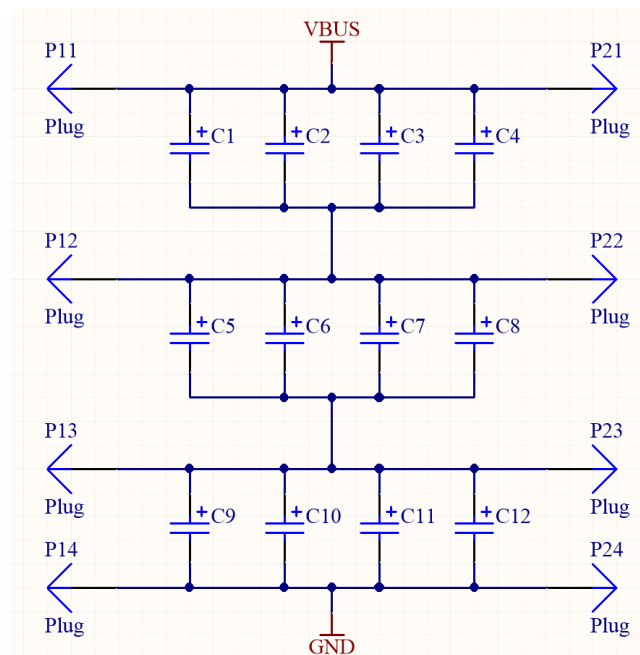 VBUS
P11
P21
Plug
+ C1
+ C2
+ C3
+ C4
Plug
P12
P22
Plug
+ C5
+ C6
+ C7
+ C8
Plug
P13
P23
Plug
+ C9
+ C10
+ C11
+ C12
Plug
P14
P24
Plug
Plug
GND